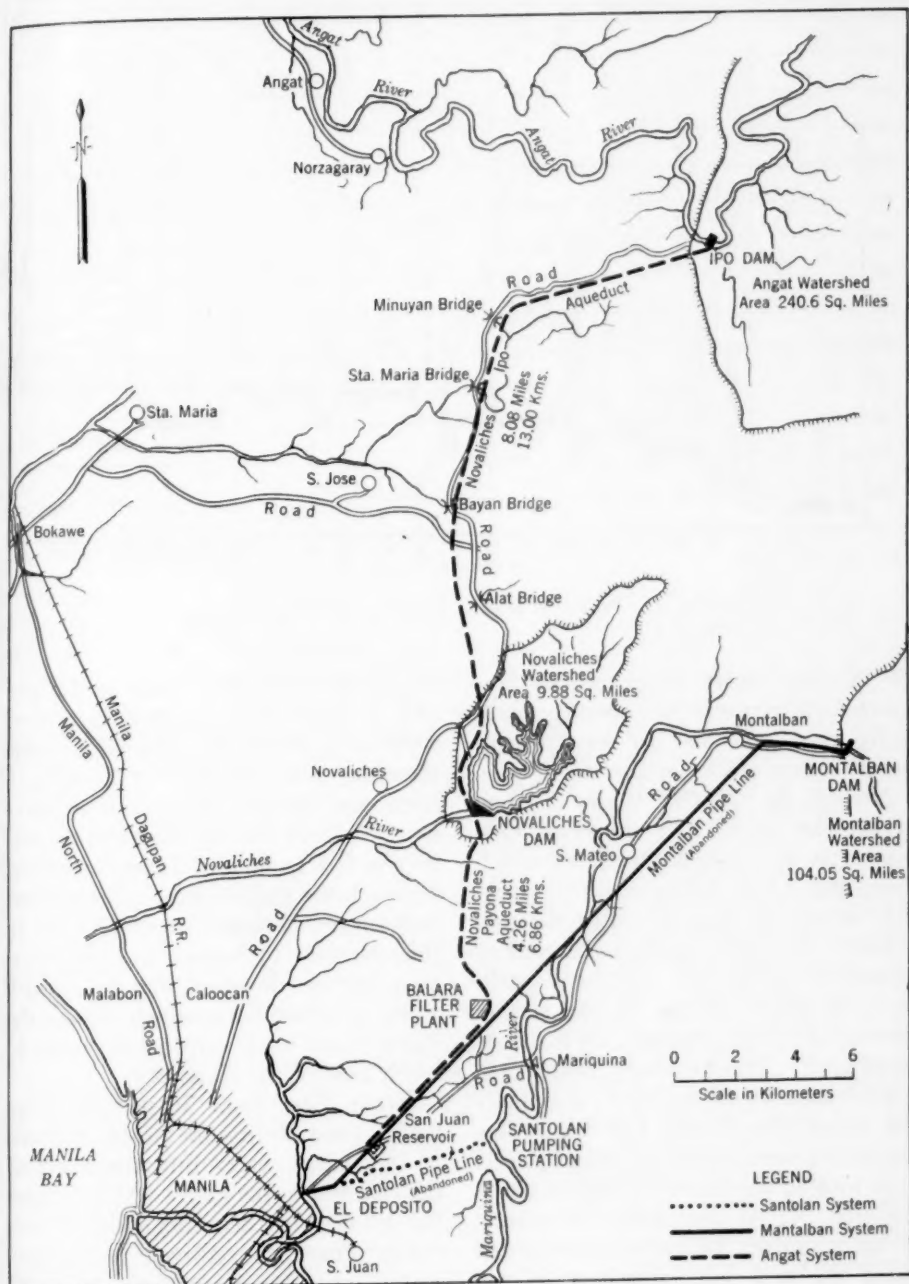 Angat
River
Angat
Norzagaray
Angat
River
N
IPO DAM
Angat Watershed
Area 240.6 Sq. Miles
Road
Aqueduct
Minuyan Bridge
Ipo
Sta. Maria Bridge
8.08 Miles
13.00 Kms.
Novaliches
Sta. Maria
S. Jose
Road
Bayan Bridge
Bokawe
Road
Alat Bridge
Novaliches
Watershed
Area 9.88 Sq. Miles
Manila
Manila
Dagupan
R.R.
North
Road
Novaliches
Montalban
Road
MONTALBAN
DAM
Montalban
Watershed
Area
104.05 Sq. Miles
Montalban Pipe Line
(Abandoned)
River
NOVALICHES
DAM
S. Mateo
Novaliches
Road
Novaliches
Payona
Aqueduct
4.26 Miles
6.86 Kms.
Malabon
Caloocan
BALARA
FILTER
PLANT
River
Mariquina
Road
0 2 4 6
Scale in Kilometers
San Juan
Reservoir
SANTOLAN
PUMPING
STATION
MANILA
BAY
MANILA
Santolan Pipe Line
(Abandoned)
EL DEPOSITO
Mariquina
S. Juan
LEGEND
Santolan System
Mantalban System
Angat System